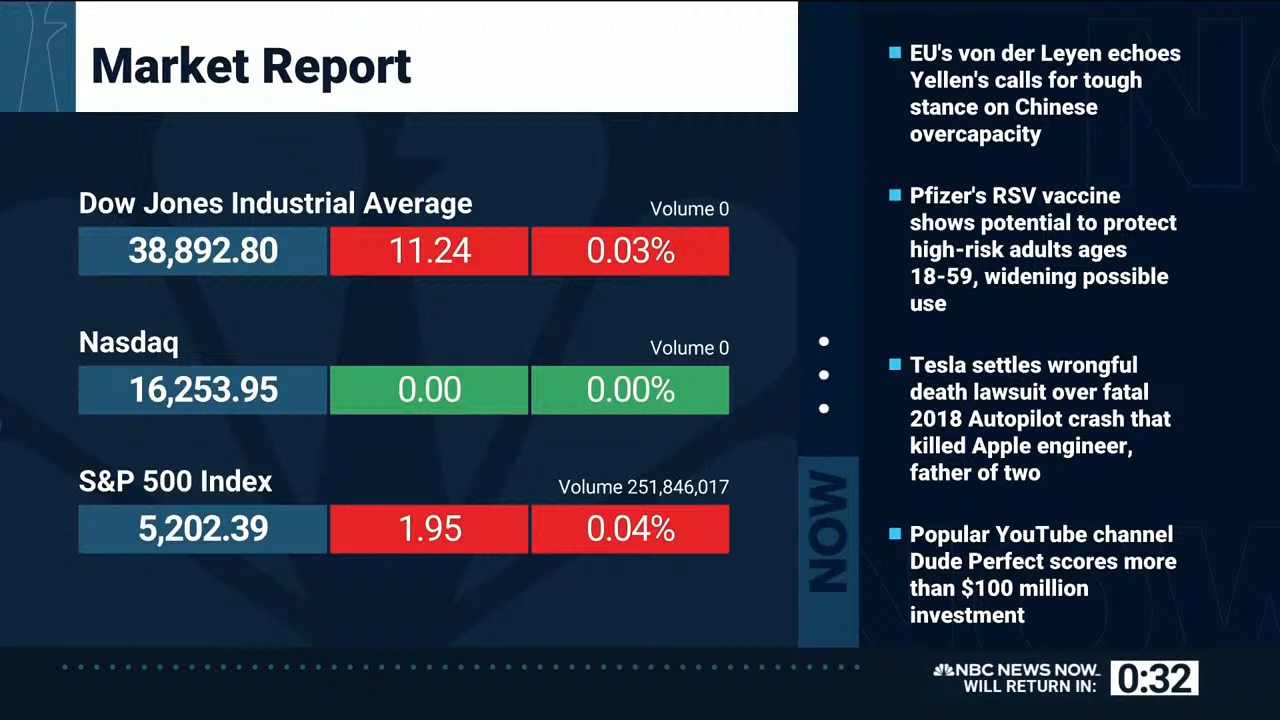 Market Report
Dow Jones Industrial Average
Volume 0
38,892.80
11.24
0.03%
Nasdaq
Volume 0
16,253.95
0.00
0.00%
S&P 500 Index
Volume 251,846,017
5,202.39
1.95
0.04%
NOW
EU's von der Leyen echoes
Yellen's calls for tough
stance on Chinese
overcapacity
Pfizer's RSV vaccine
shows potential to protect
high-risk adults ages
18-59, widening possible
use
Tesla settles wrongful
death lawsuit over fatal
2018 Autopilot crash that
killed Apple engineer,
father of two
Popular YouTube channel
Dude Perfect scores more
than $100 million
investment
NBC NEWS NOW
WILL RETURN IN:
0:32